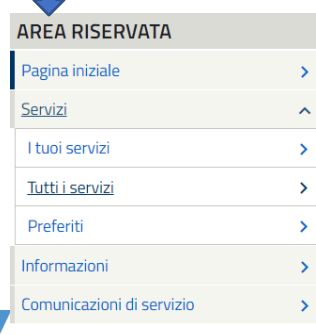 AREA RISERVATA
Pagina iniziale
Servizi
I tuoi servizi
Tutti i servizi
Preferiti
Informazioni
Comunicazioni di servizio